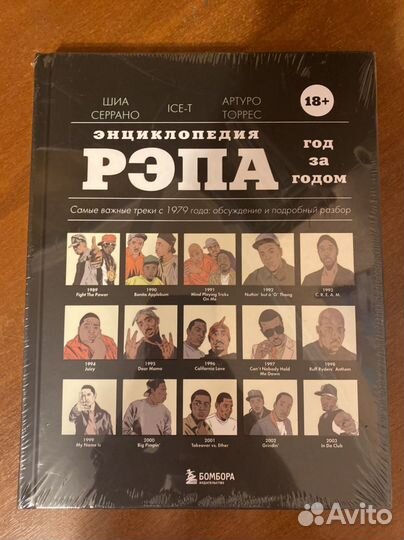 ШИА
СЕРРАНО
ICE-T
АРТУРО
ТОРРЕС
18+
ЭНЦИКЛОПЕДИЯ
РЭПА
ГОД
ЗА
ГОДОМ
Самые важные треки с 1979 года: обсуждение и подробный разбор
1989
Fight The Power
1990
Bonita Applebum
1991
Mind Playing Tricks
On Me
1992
Nuthin' but a 'G' Thang
1993
C.R.E.A.M.
1994
Juicy
1995
Dear Mama
1996
California Love
1997
Can't Nobody Hold
Me Down
1998
Ruff Ryders' Anthem
1999
My Name Is
2000
Big Pimpin'
2001
Takeover vs. Ether
2002
Grindin'
2003
In Da Club
БОМБОРА
ИЗДАТЕЛЬСТВО
Avito